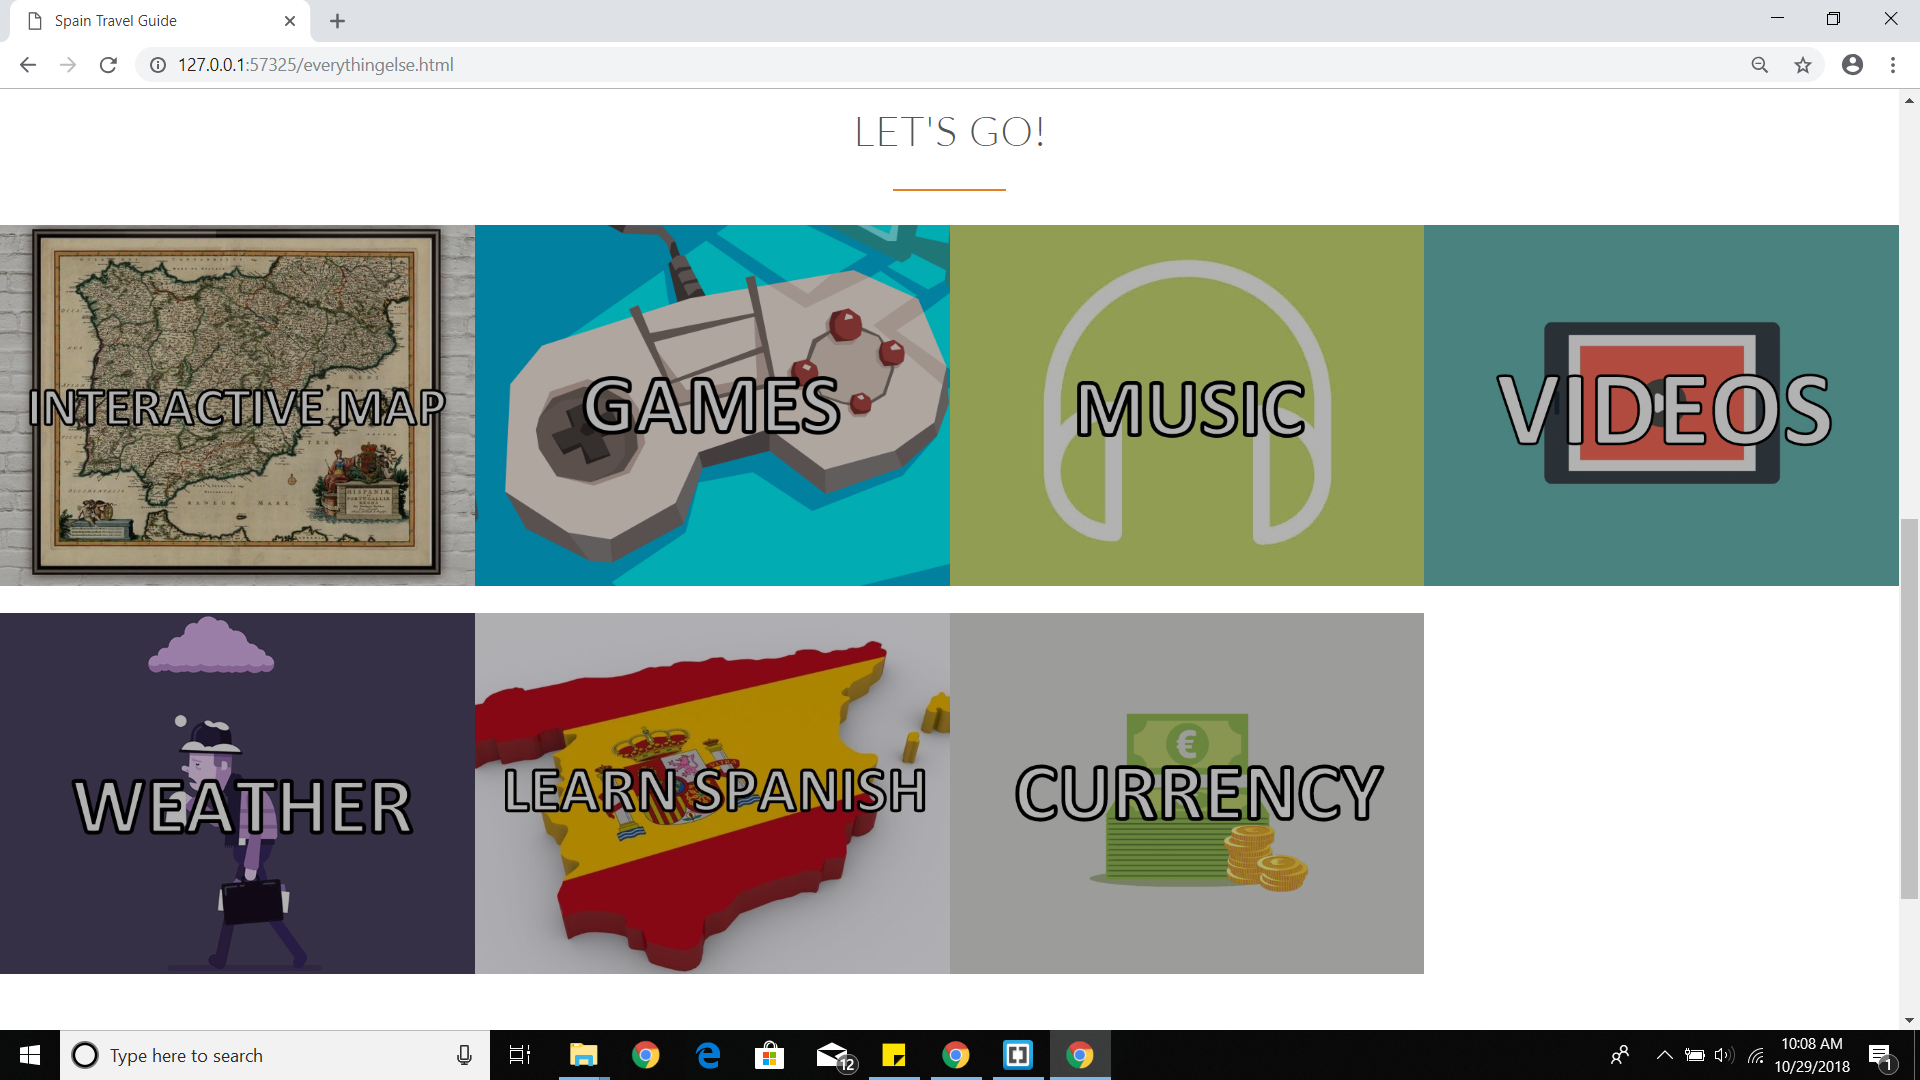 Spain Travel Guide
127.0.0.1:57325/everythingelse.html
LET'S GO!
INTERACTIVE MAP
GAMES
MUSIC
VIDEOS
WEATHER
LEARN SPANISH
CURRENCY
Type here to search
12
10:08 AM
10/29/2018
1